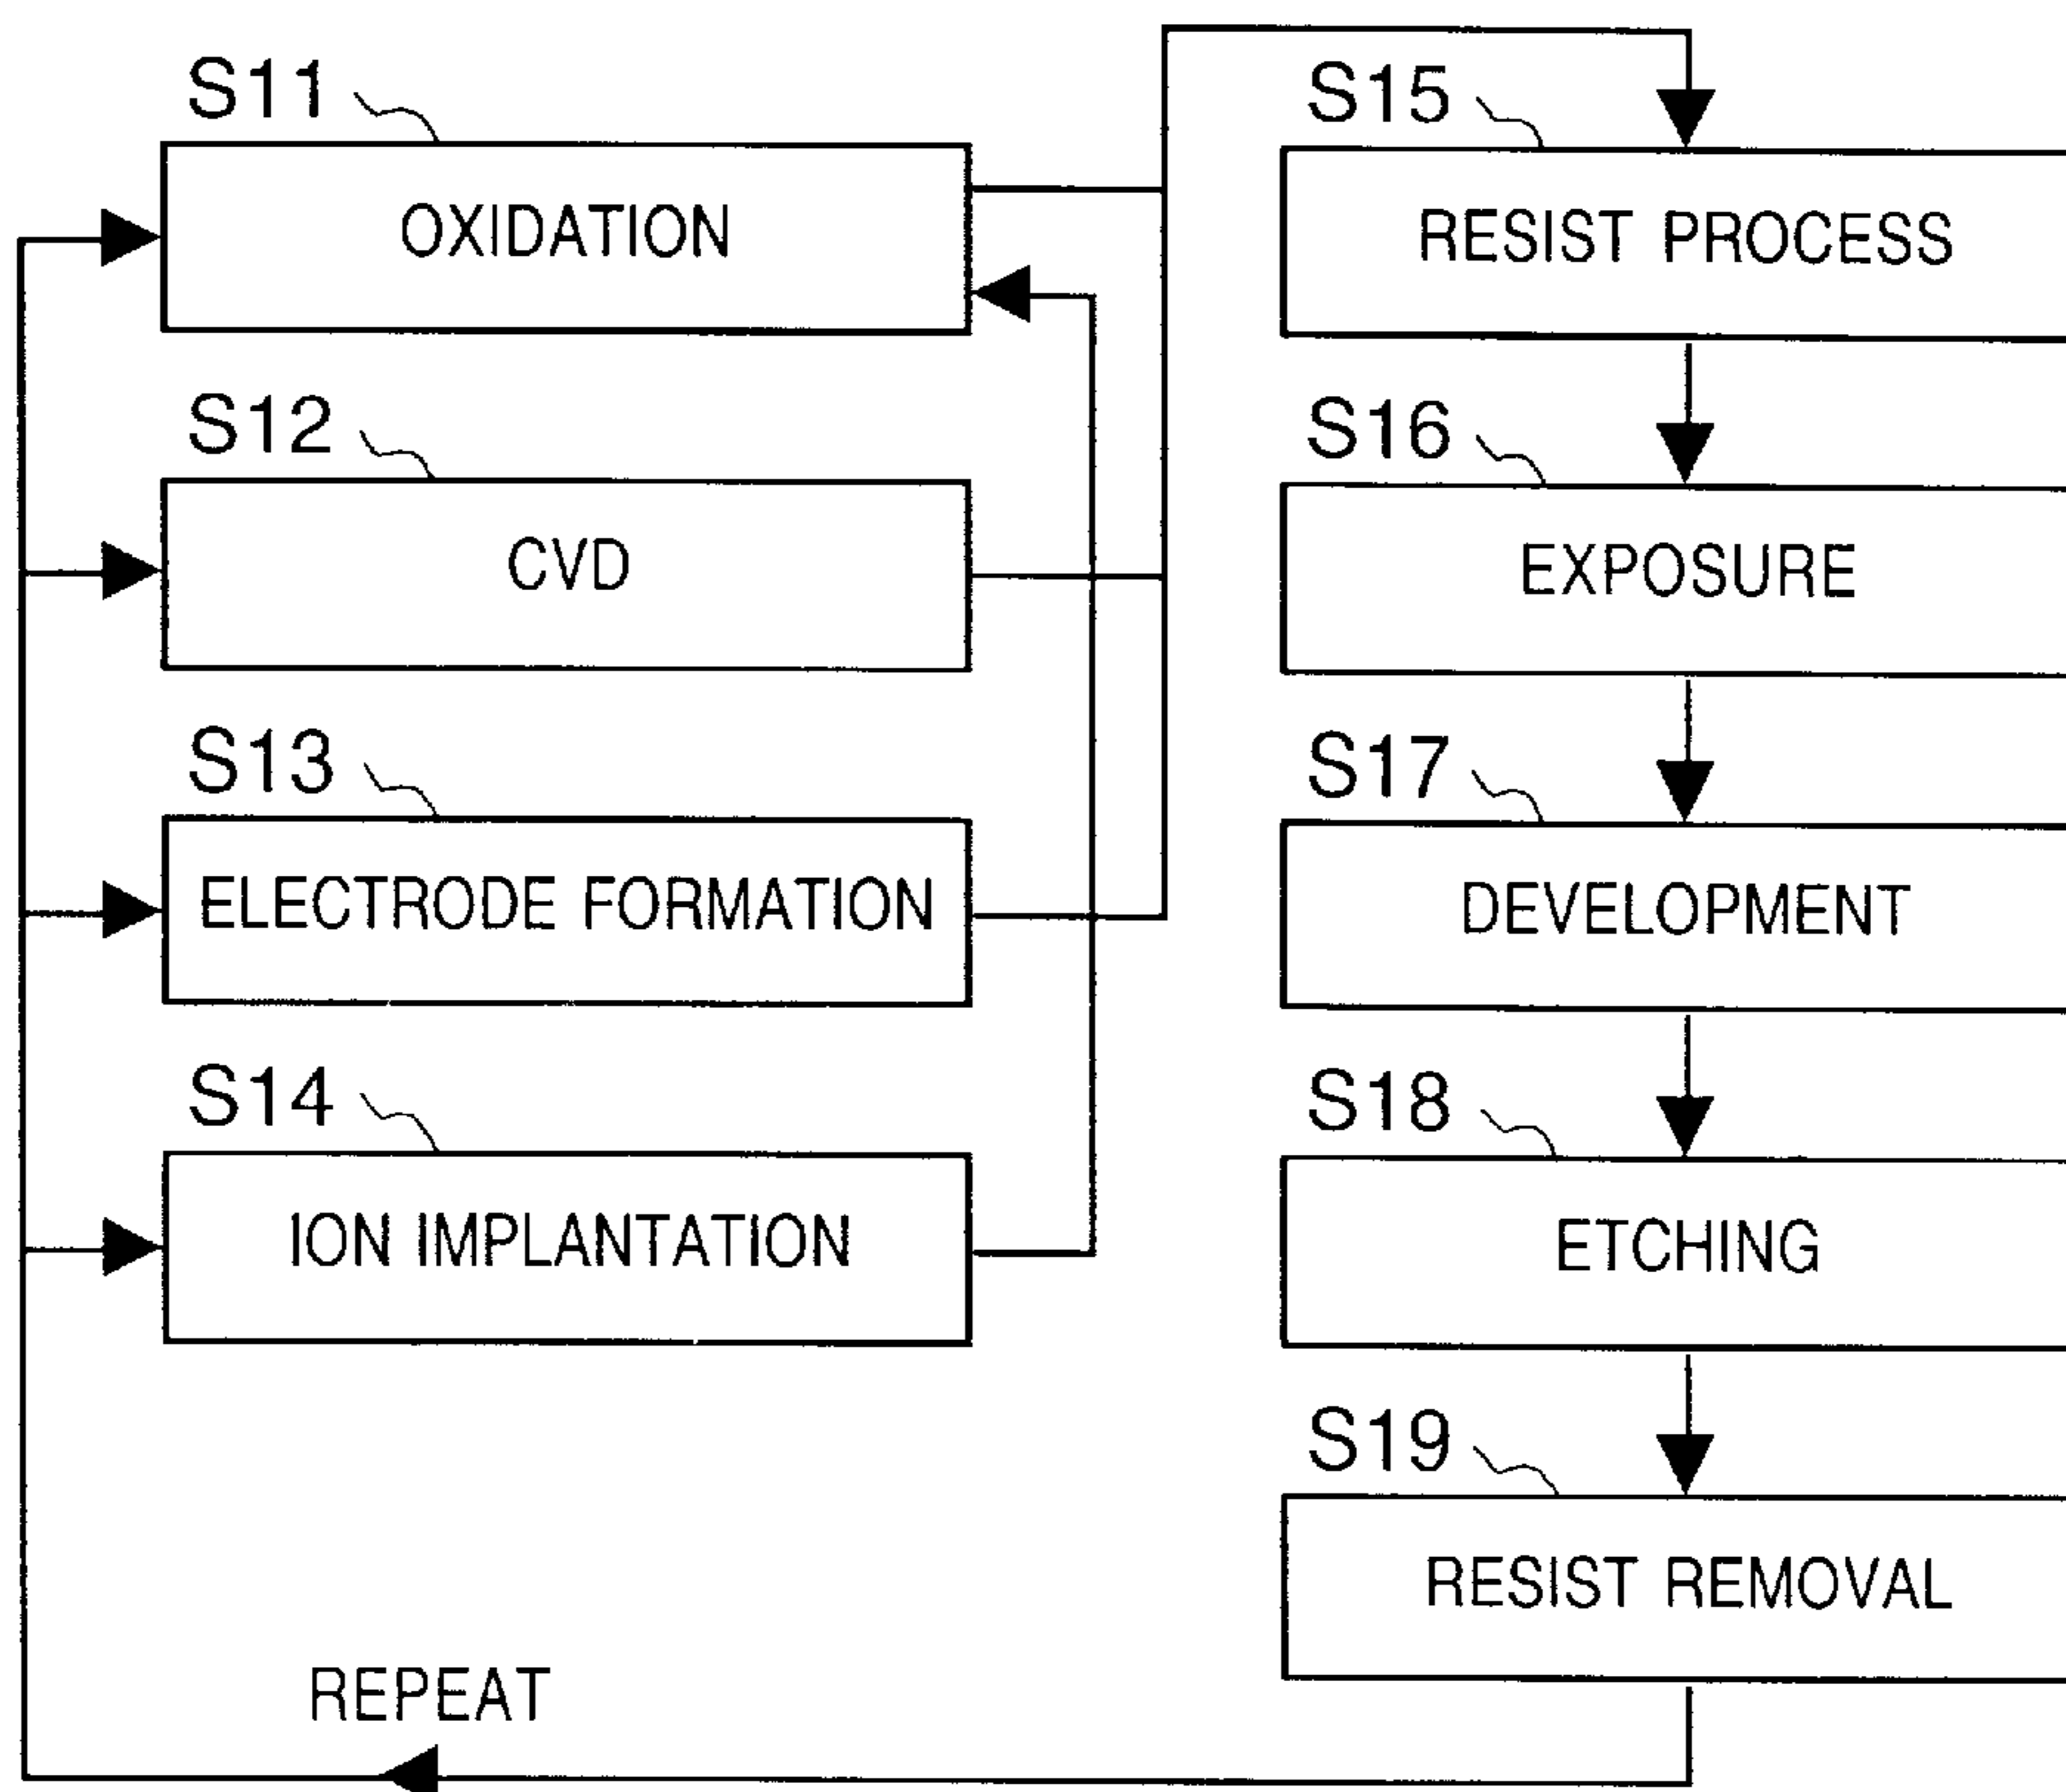 S11
OXIDATION
S12
CVD
S13
ELECTRODE FORMATION
S14
ION IMPLANTATION
REPEAT
S15
RESIST PROCESS
S16
EXPOSURE
S17
DEVELOPMENT
S18
ETCHING
S19
RESIST REMOVAL